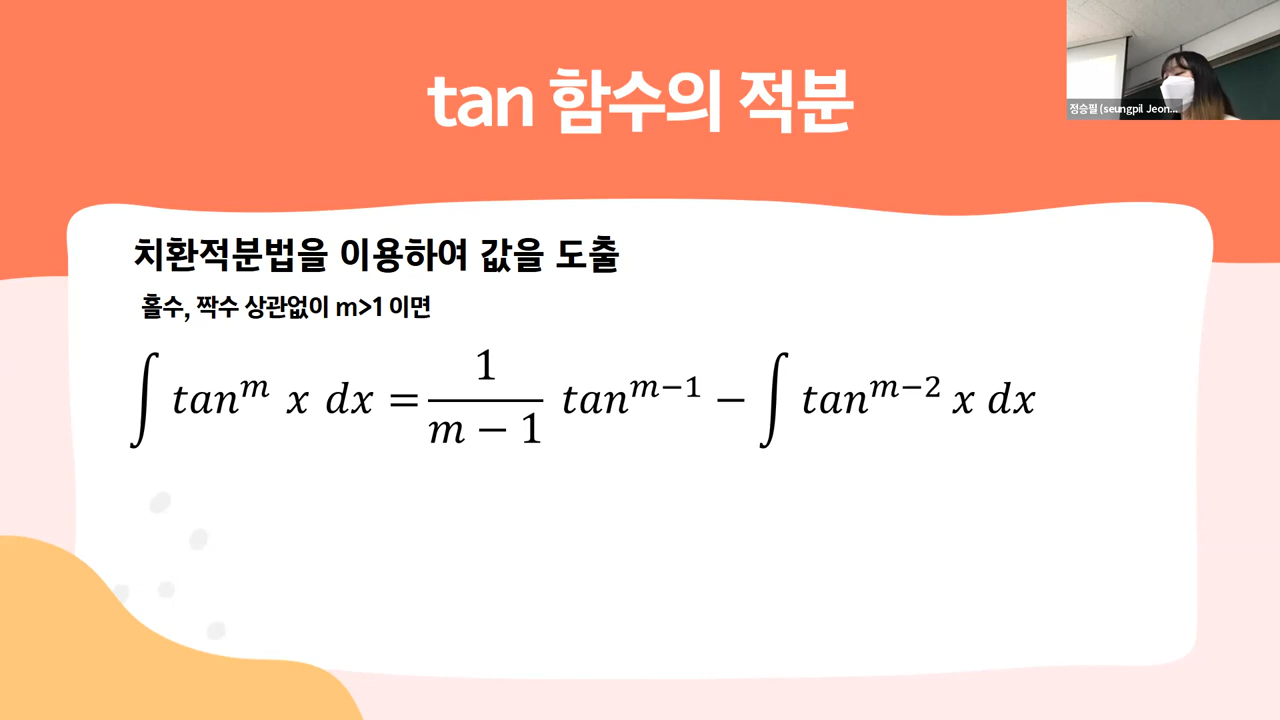 tan 함수의 적분
정승필 (seungpil Jeon...
치환적분법을 이용하여 값을 도출
홀수, 짝수 상관없이 m>1 이면
∫ tan^m x dx = 1/(m − 1) tan^(m−1) − ∫ tan^(m−2) x dx